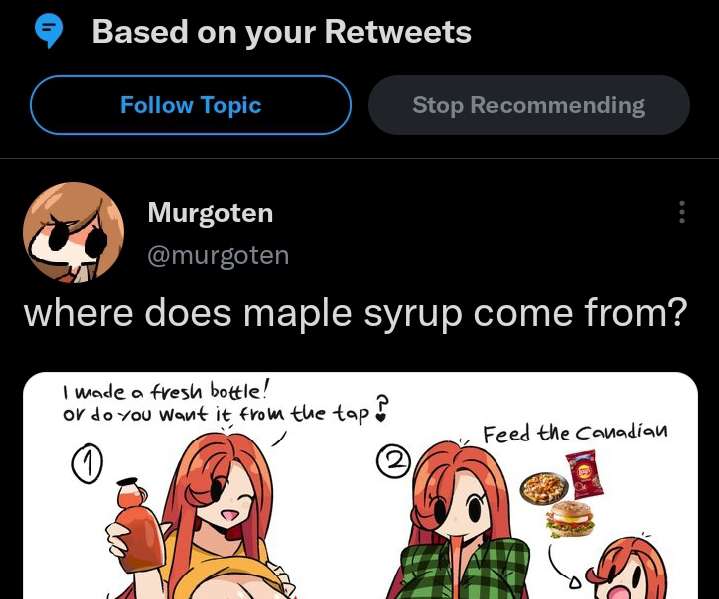 Based on your Retweets
Follow Topic
Stop Recommending
Murgoten
@murgoten
where does maple syrup come from?
I made a fresh bottle!
or do you want it from the tap?
Feed the Canadian
1
2
Lay's